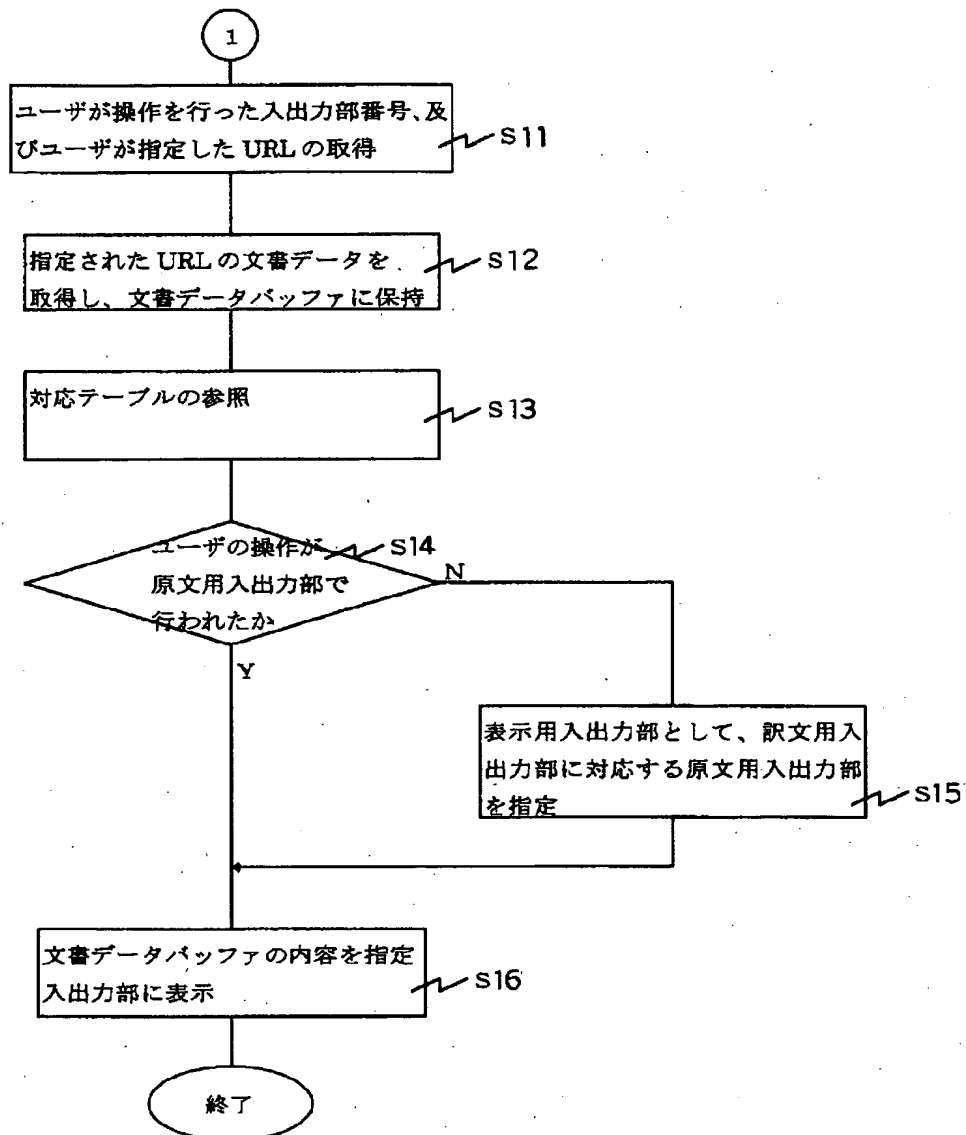 1
ユーザが操作を行った入出力部番号、及
びユーザが指定した URL の取得
S11
指定された URL の文書データを
取得し、文書データバッファに保持
S12
対応テーブルの参照
S13
ユーザの操作が
原文用入出力部で
行われたか
S14
N
Y
表示用入出力部として、訳文用入
出力部に対応する原文用入出力部
を指定
S15
文書データバッファの内容を指定
入出力部に表示
S16
終了